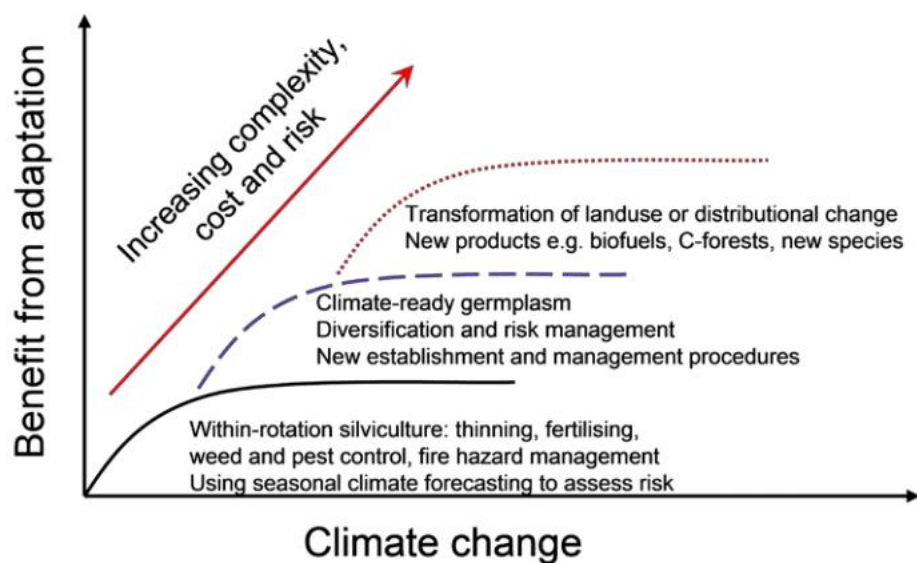 Benefit from adaptation
Increasing complexity,
cost and risk
Transformation of landuse or distributional change
New products e.g. biofuels, C-forests, new species
Climate-ready germplasm
Diversification and risk management
New establishment and management procedures
Within-rotation silviculture: thinning, fertilising,
weed and pest control, fire hazard management
Using seasonal climate forecasting to assess risk
Climate change